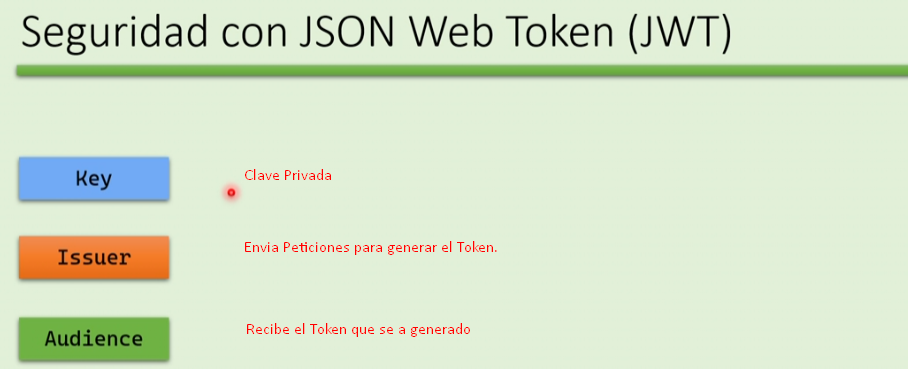 Seguridad con JSON Web Token (JWT)
Key
Clave Privada
Issuer
Envia Peticiones para generar el Token.
Audience
Recibe el Token que se a generado